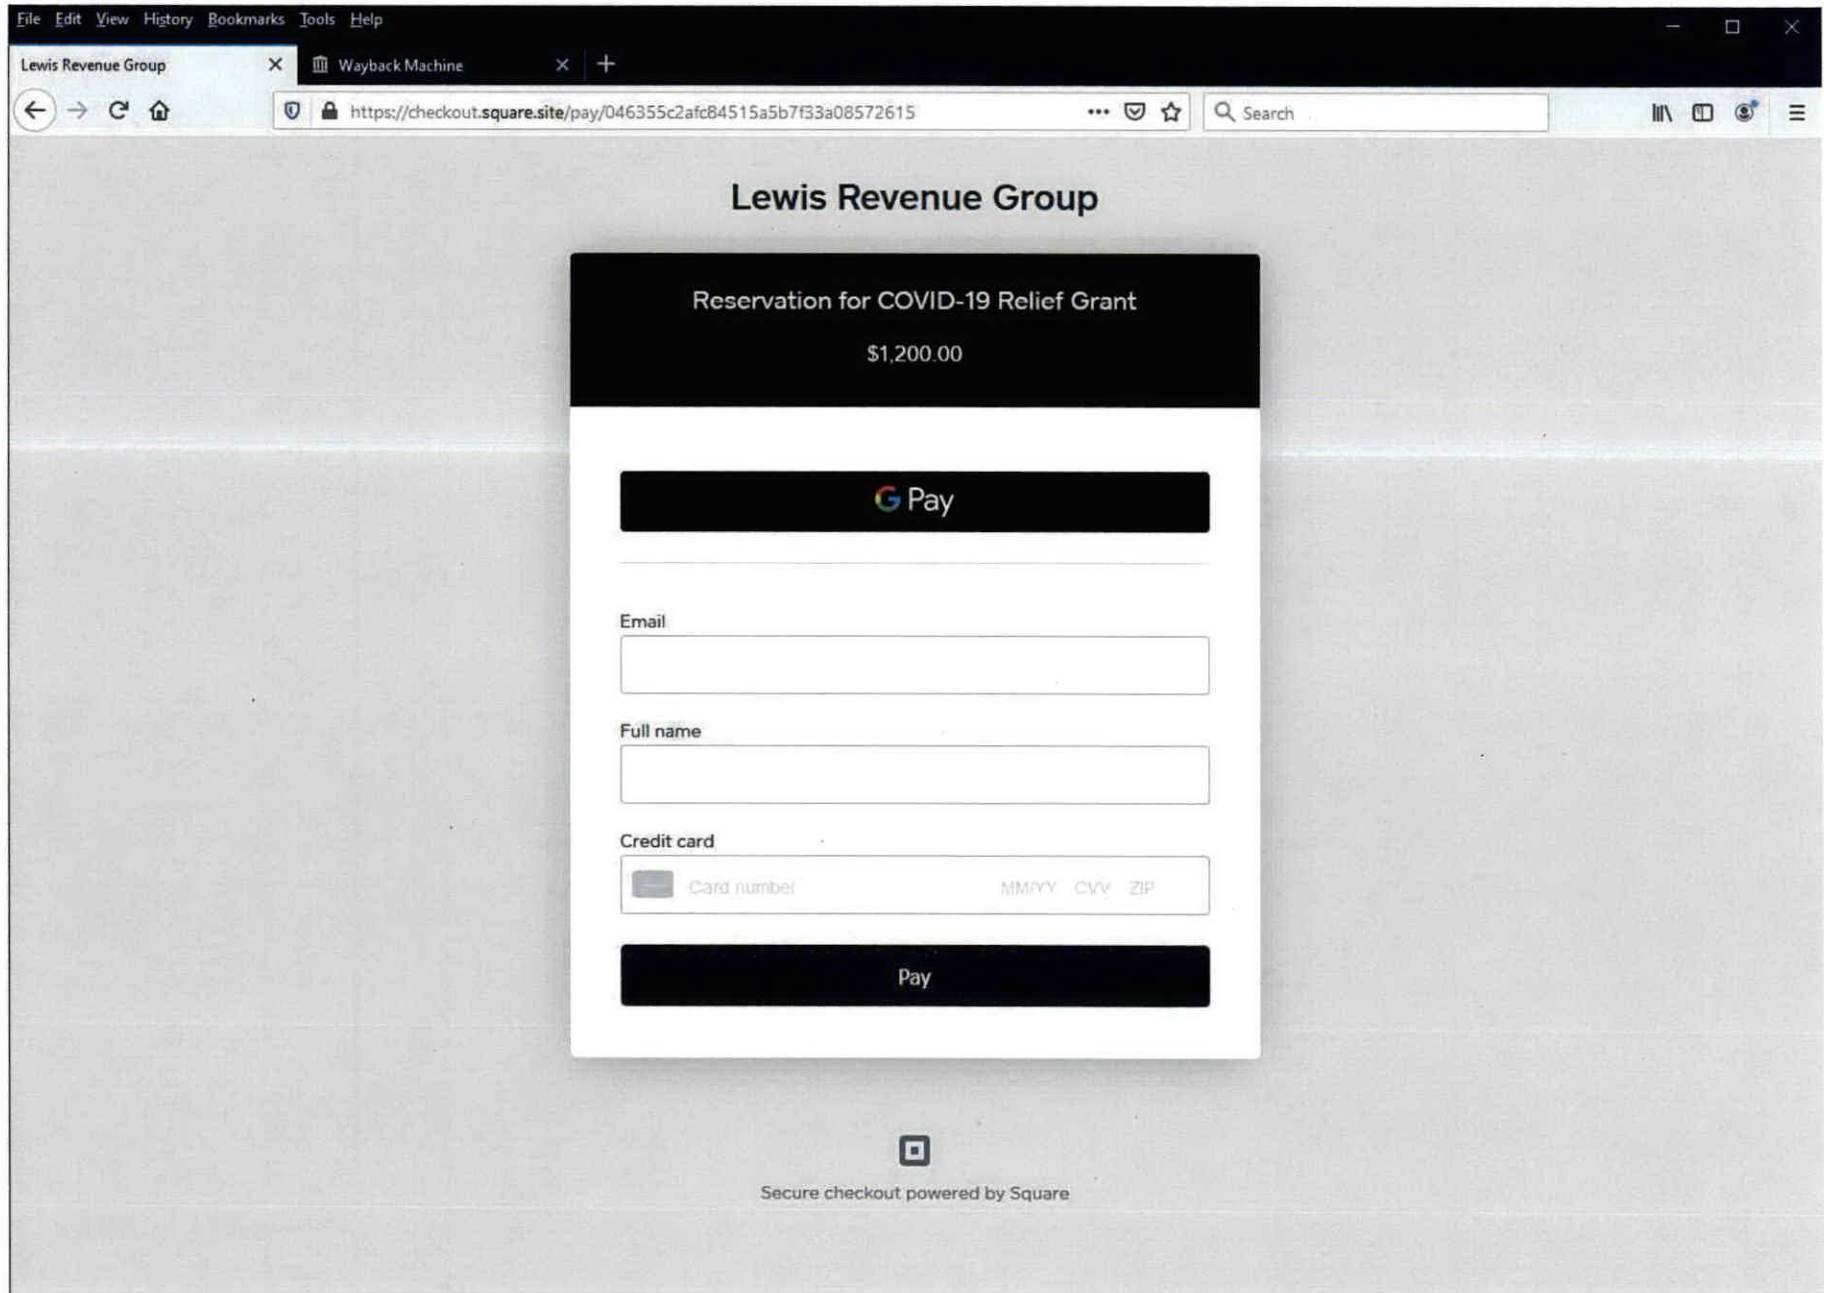 File Edit View History Bookmarks Tools Help
Lewis Revenue Group
Wayback Machine
https://checkout.square.site/pay/046355c2afc84515a5b7f33a08572615
Search
Lewis Revenue Group
Reservation for COVID-19 Relief Grant
$1,200.00
G Pay
Email
Full name
Credit card
Card number MM/YY CVV ZIP
Pay
Secure checkout powered by Square